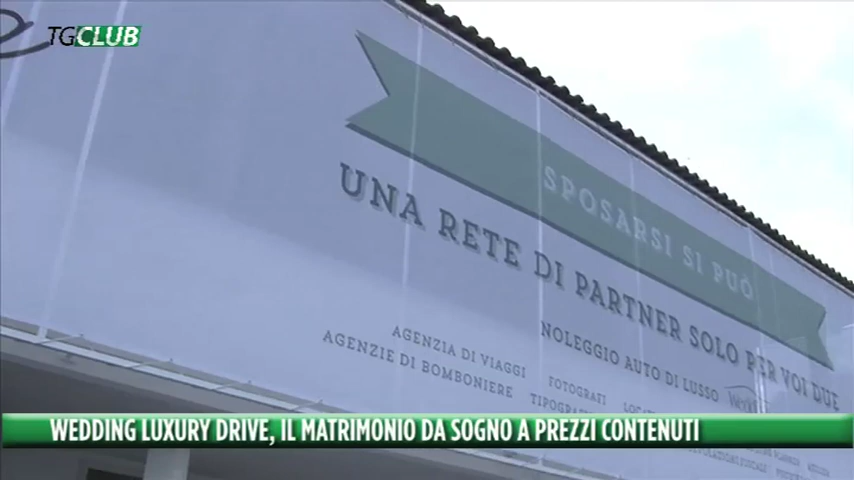 TGCLUB
SPOSARSI SI PUÒ
UNA RETE DI PARTNER SOLO PER VOI DUE
AGENZIA DI VIAGGI
NOLEGGIO AUTO DI LUSSO
AGENZIE DI BOMBONIERE
FOTOGRAFI
WEDDING LUXURY DRIVE, IL MATRIMONIO DA SOGNO A PREZZI CONTENUTI